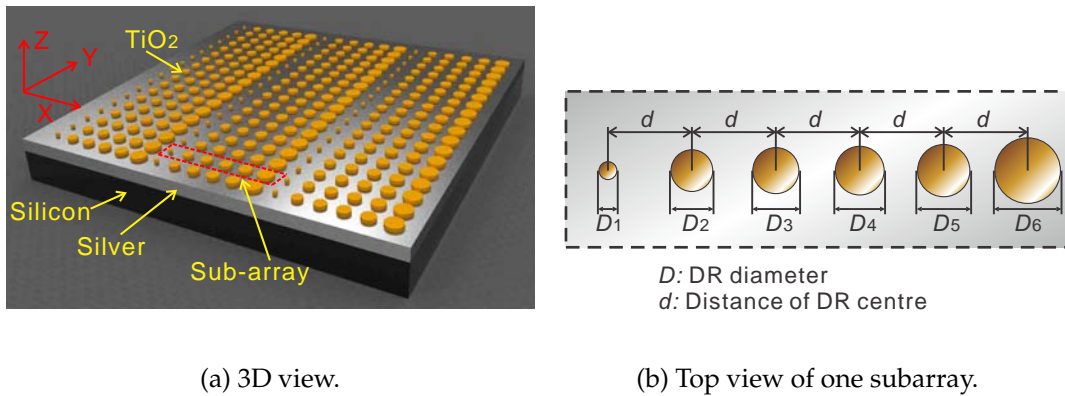 TiO2
Z
Y
X
Silicon
Silver
Sub-array
d d d d d
D1 D2 D3 D4 D5 D6
D: DR diameter
d: Distance of DR centre
(a) 3D view.
(b) Top view of one subarray.